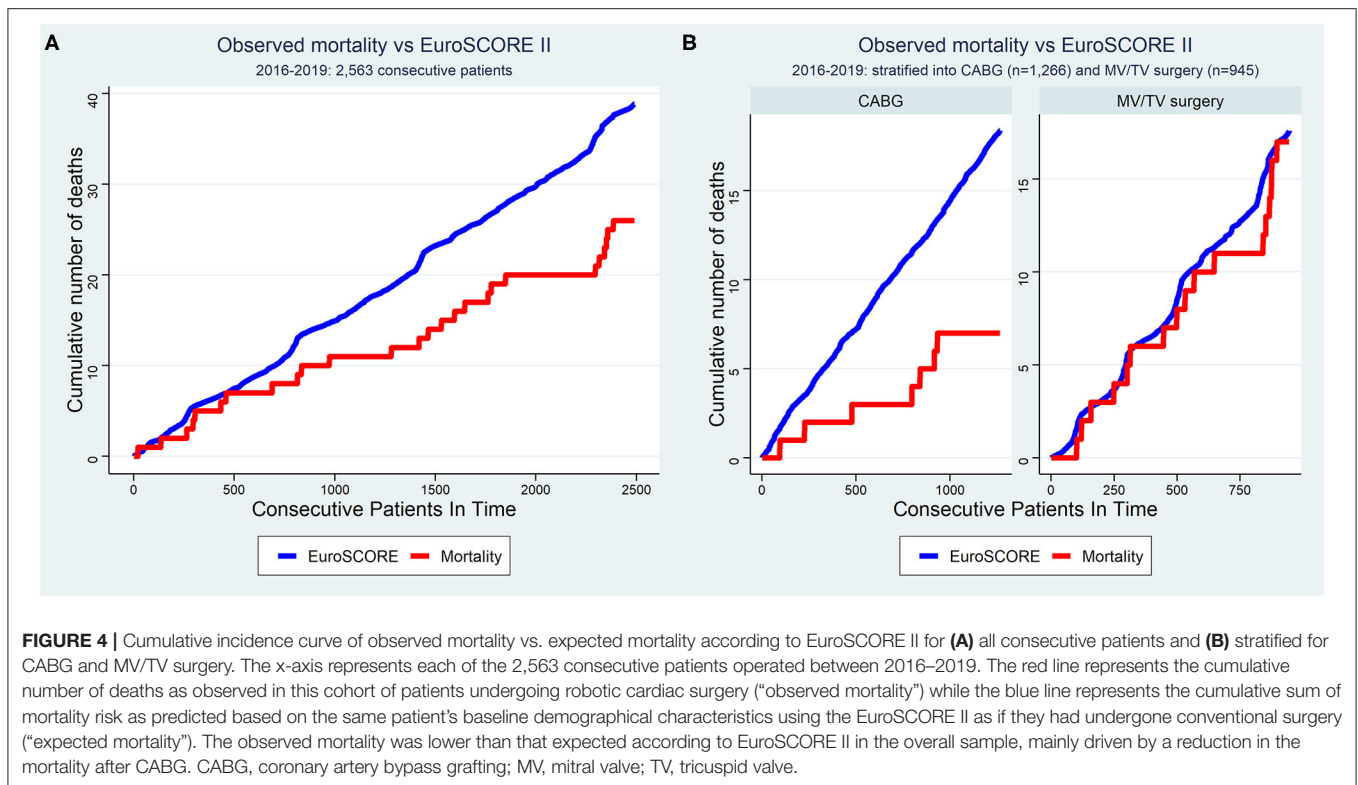 A
Observed mortality vs EuroSCORE II
2016-2019: 2,563 consecutive patients
Cumulative number of deaths
40
30
20
10
0
0 500 1000 1500 2000 2500
Consecutive Patients In Time
EuroSCORE Mortality
B
Observed mortality vs EuroSCORE II
2016-2019: stratified into CABG (n=1,266) and MV/TV surgery (n=945)
CABG
MV/TV surgery
Cumulative number of deaths
15
10
5
0
0 500 1000
15
10
5
0
0 250 500 750
Consecutive Patients In Time
EuroSCORE Mortality
FIGURE 4 | Cumulative incidence curve of observed mortality vs. expected mortality according to EuroSCORE II for (A) all consecutive patients and (B) stratified for
CABG and MV/TV surgery. The x-axis represents each of the 2,563 consecutive patients operated between 2016–2019. The red line represents the cumulative
number of deaths as observed in this cohort of patients undergoing robotic cardiac surgery (“observed mortality”) while the blue line represents the cumulative sum of
mortality risk as predicted based on the same patient’s baseline demographical characteristics using the EuroSCORE II as if they had undergone conventional surgery
(“expected mortality”). The observed mortality was lower than that expected according to EuroSCORE II in the overall sample, mainly driven by a reduction in the
mortality after CABG. CABG, coronary artery bypass grafting; MV, mitral valve; TV, tricuspid valve.